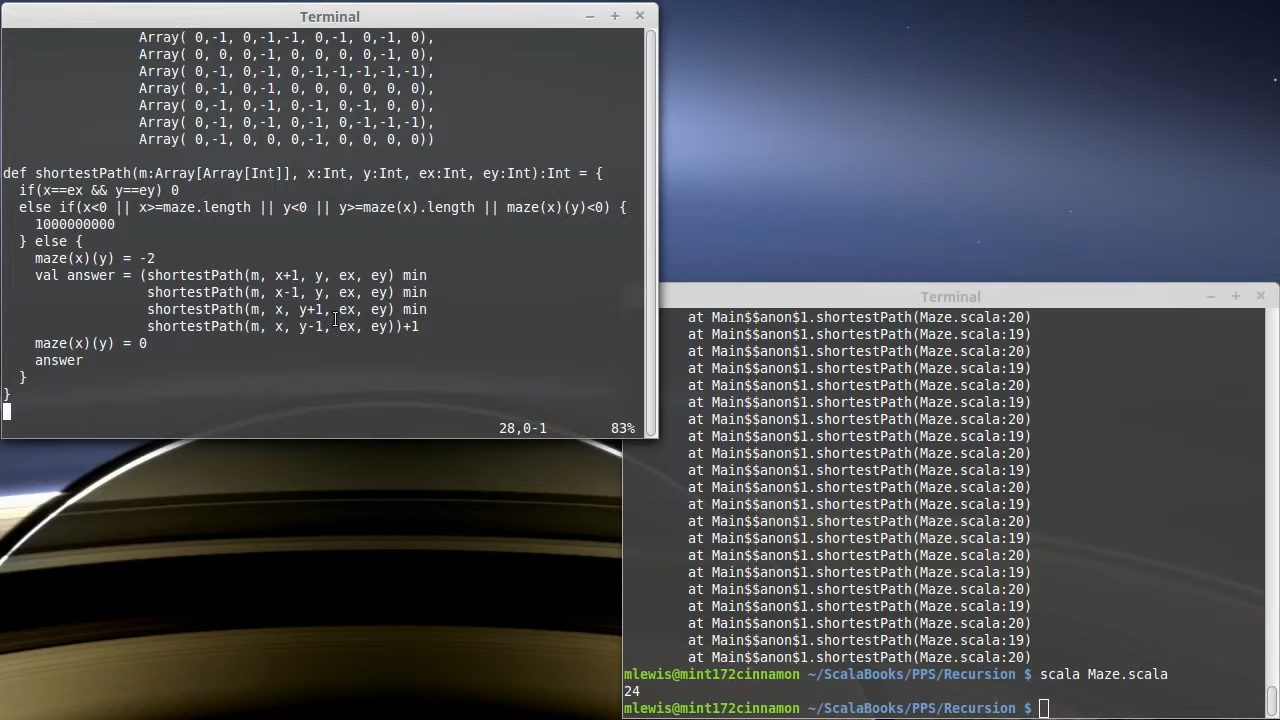 Terminal
Array( 0,-1, 0,-1,-1, 0,-1, 0,-1, 0),
Array( 0, 0, 0,-1, 0, 0, 0, 0,-1, 0),
Array( 0,-1, 0,-1, 0,-1,-1,-1,-1,-1),
Array( 0,-1, 0,-1, 0, 0, 0, 0, 0, 0),
Array( 0,-1, 0, 0, 0,-1, 0,-1, 0, 0),
Array( 0,-1, 0,-1, 0,-1, 0,-1,-1,-1),
Array( 0,-1, 0, 0, 0,-1, 0, 0, 0, 0))
def shortestPath(m:Array[Array[Int]], x:Int, y:Int, ex:Int, ey:Int):Int = {
if(x==ex && y==ey) 0
else if(x<0 || x>=maze.length || y<0 || y>=maze(x).length || maze(x)(y)<0) {
1000000000
} else {
maze(x)(y) = -2
val answer = (shortestPath(m, x+1, y, ex, ey) min
shortestPath(m, x-1, y, ex, ey) min
shortestPath(m, x, y+1, ex, ey) min
shortestPath(m, x, y-1, ex, ey))+1
maze(x)(y) = 0
answer
}
}
28,0-1 83%
Terminal
at Main$$anon$1.shortestPath(Maze.scala:20)
at Main$$anon$1.shortestPath(Maze.scala:19)
at Main$$anon$1.shortestPath(Maze.scala:20)
at Main$$anon$1.shortestPath(Maze.scala:19)
at Main$$anon$1.shortestPath(Maze.scala:20)
at Main$$anon$1.shortestPath(Maze.scala:19)
at Main$$anon$1.shortestPath(Maze.scala:20)
at Main$$anon$1.shortestPath(Maze.scala:19)
at Main$$anon$1.shortestPath(Maze.scala:20)
at Main$$anon$1.shortestPath(Maze.scala:19)
at Main$$anon$1.shortestPath(Maze.scala:20)
at Main$$anon$1.shortestPath(Maze.scala:19)
at Main$$anon$1.shortestPath(Maze.scala:20)
at Main$$anon$1.shortestPath(Maze.scala:19)
at Main$$anon$1.shortestPath(Maze.scala:20)
at Main$$anon$1.shortestPath(Maze.scala:19)
at Main$$anon$1.shortestPath(Maze.scala:20)
at Main$$anon$1.shortestPath(Maze.scala:19)
at Main$$anon$1.shortestPath(Maze.scala:20)
at Main$$anon$1.shortestPath(Maze.scala:19)
at Main$$anon$1.shortestPath(Maze.scala:20)
mlewis@mint172cinnamon ~/ScalaBooks/PPS/Recursion $ scala Maze.scala
24
mlewis@mint172cinnamon ~/ScalaBooks/PPS/Recursion $